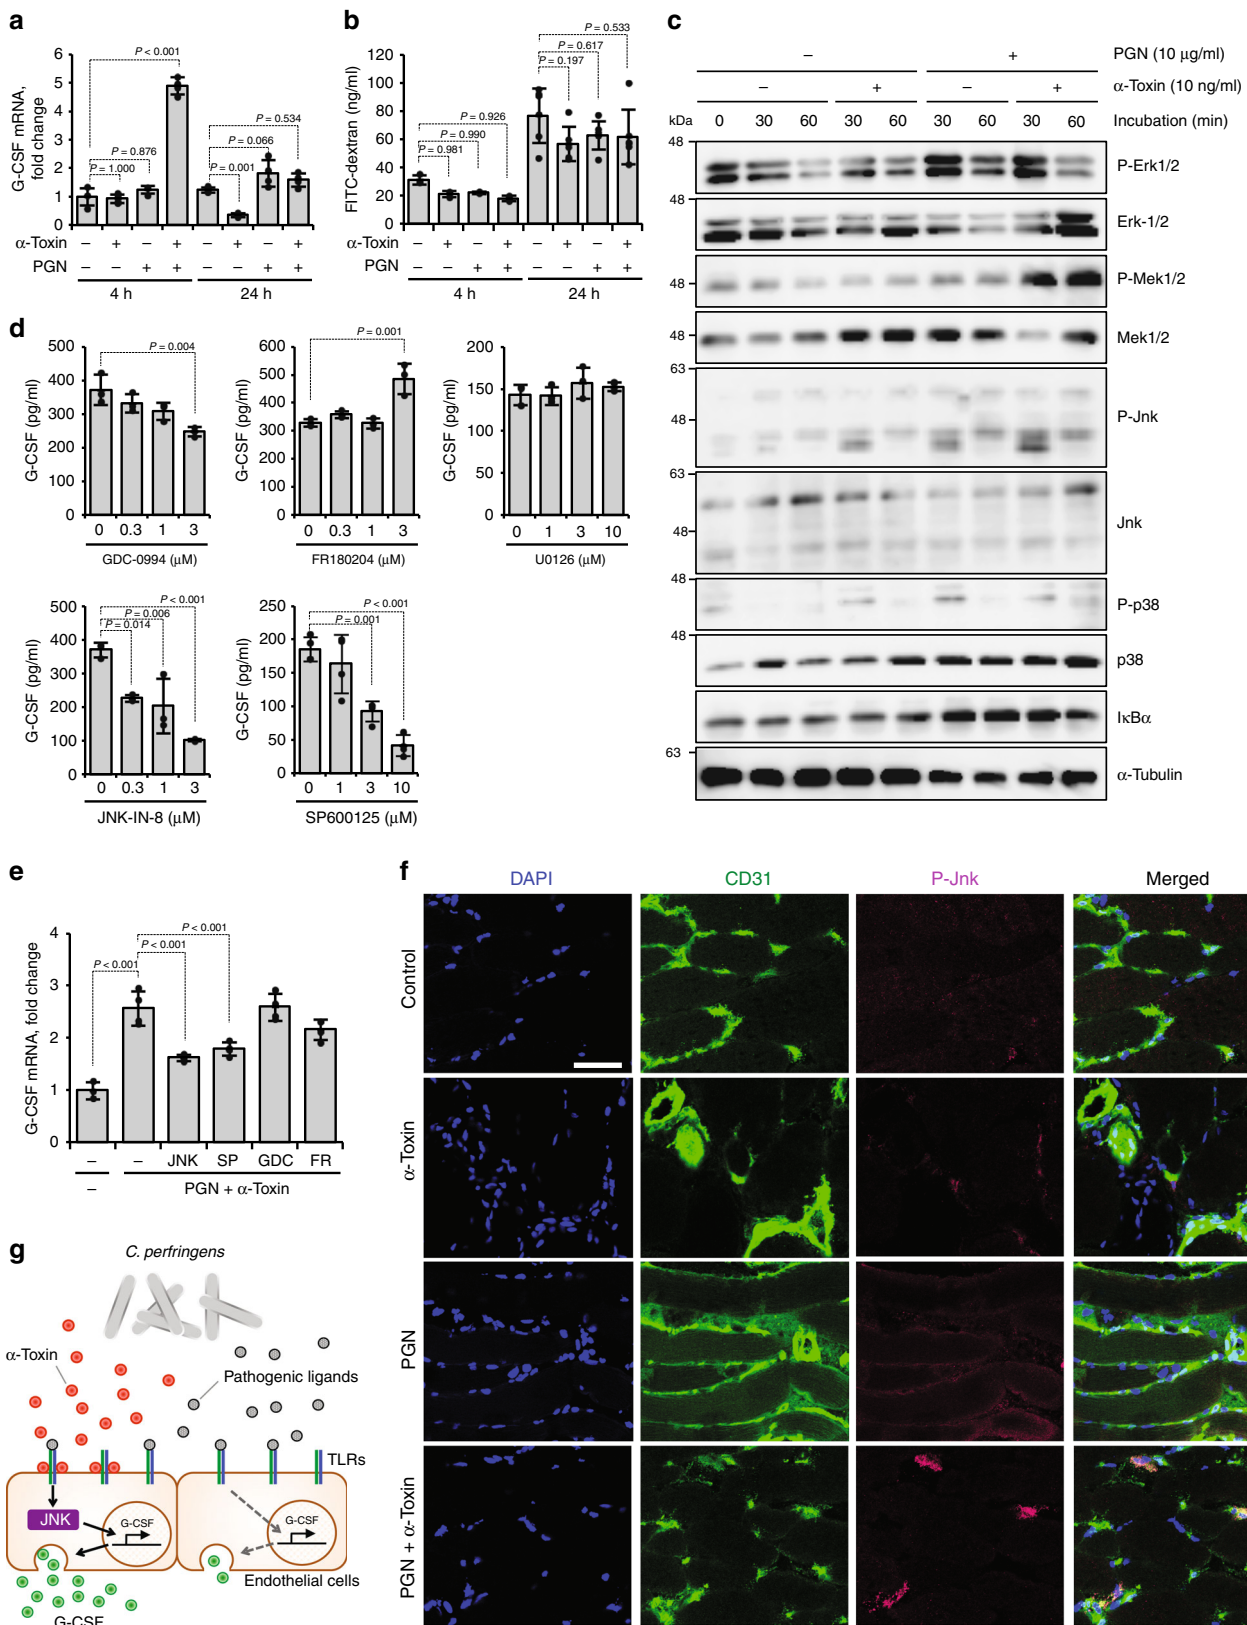 a
G-CSF mRNA,
fold change
6
5
4
3
2
1
0
P < 0.001
P = 0.876
P = 1.000
P = 0.534
P = 0.066
P = 0.001
α-Toxin – + – + – + – +
PGN – – + + – – + +
4 h 24 h
b
FITC-dextran (ng/ml)
120
100
80
60
40
20
0
P = 0.926
P = 0.990
P = 0.981
P = 0.533
P = 0.617
P = 0.197
α-Toxin – + – + – + – +
PGN – – + + – – + +
4 h 24 h
c
– + PGN (10 μg/ml)
– + – + α-Toxin (10 ng/ml)
kDa 0 30 60 30 60 30 60 30 60 Incubation (min)
48
P-Erk1/2
48
Erk-1/2
48
P-Mek1/2
48
Mek1/2
63
48
P-Jnk
63
48
Jnk
48
P-p38
48
p38
IκBα
63
α-Tubulin
d
G-CSF (pg/ml)
500
400
300
200
100
0
P = 0.004
0 0.3 1 3
GDC-0994 (μM)
G-CSF (pg/ml)
600
500
400
300
200
100
0
P = 0.001
0 0.3 1 3
FR180204 (μM)
G-CSF (pg/ml)
200
150
100
50
0
0 1 3 10
U0126 (μM)
G-CSF (pg/ml)
500
400
300
200
100
0
P < 0.001
P = 0.006
P = 0.014
0 0.3 1 3
JNK-IN-8 (μM)
G-CSF (pg/ml)
250
200
150
100
50
0
P < 0.001
P = 0.001
0 1 3 10
SP600125 (μM)
e
G-CSF mRNA, fold change
4
3
2
1
0
P < 0.001
P < 0.001
P < 0.001
– – JNK SP GDC FR
– PGN + α-Toxin
f
DAPI CD31 P-Jnk Merged
Control
α-Toxin
PGN
PGN + α-Toxin
g
C. perfringens
α-Toxin
Pathogenic ligands
TLRs
JNK
G-CSF
G-CSF
Endothelial cells
G-CSF